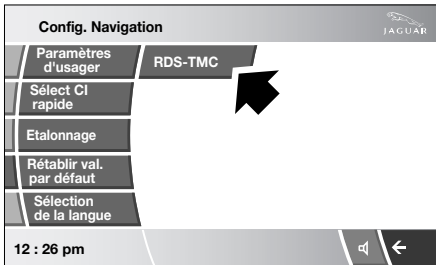 Config. Navigation
JAGUAR
Paramètres
d'usager
RDS-TMC
Sélect CI
rapide
Etalonnage
Rétablir val.
par défaut
Sélection
de la langue
12 : 26 pm